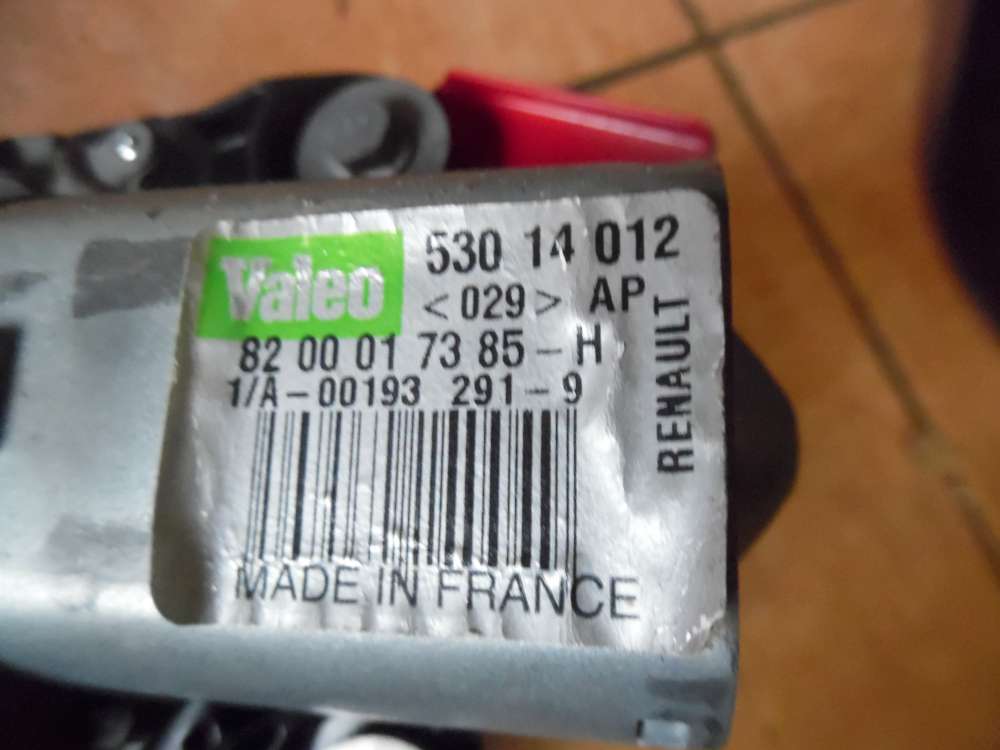 Valeo
530 14 012
<029> AP
82 00 01 73 85 - H
1/A - 00193 291 - 9
RENAULT
MADE IN FRANCE